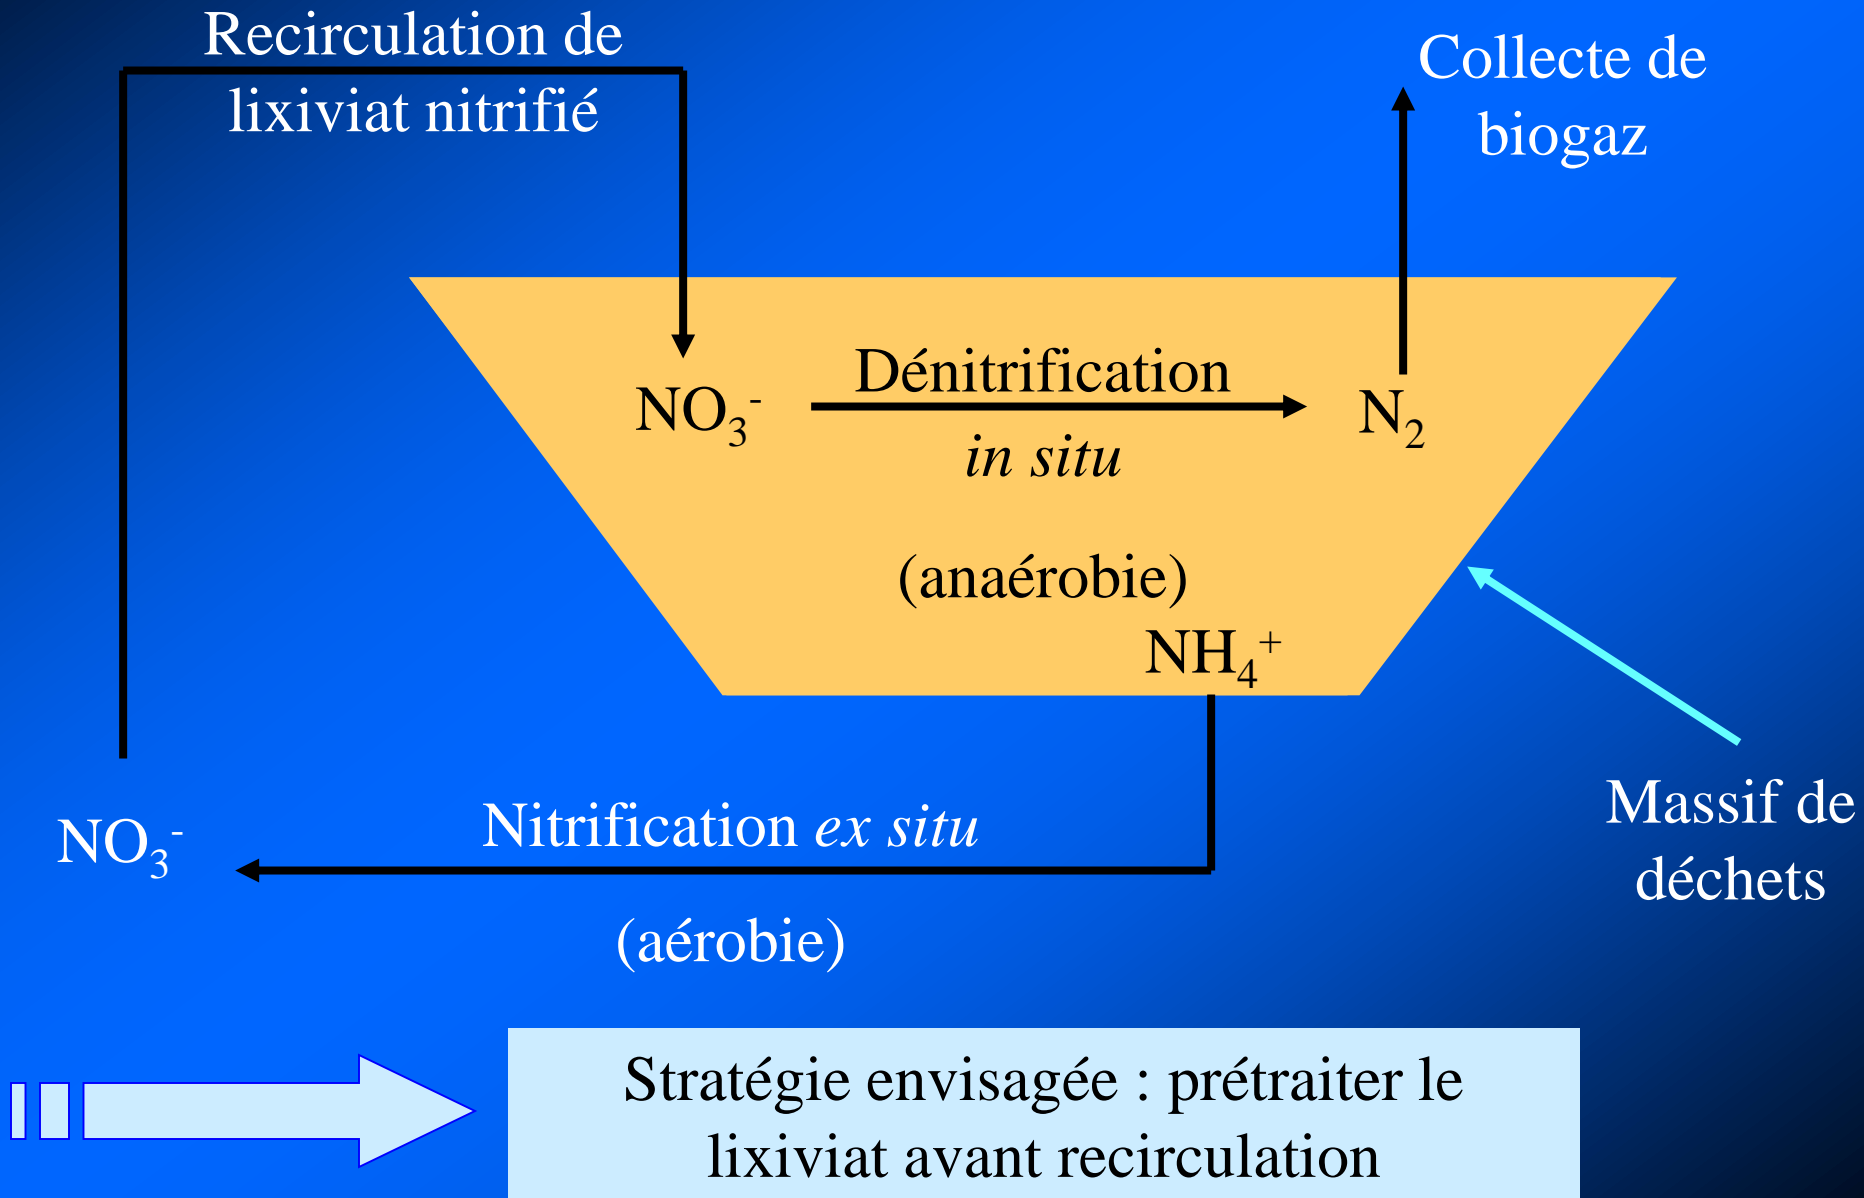 Recirculation de
lixiviat nitrifié
Collecte de
biogaz
Dénitrification
NO₃⁻
N₂
in situ
(anaérobie)
NH₄⁺
Massif de
déchets
Nitrification ex situ
NO₃⁻
(aérobie)
Stratégie envisagée : prétraiter le
lixiviat avant recirculation